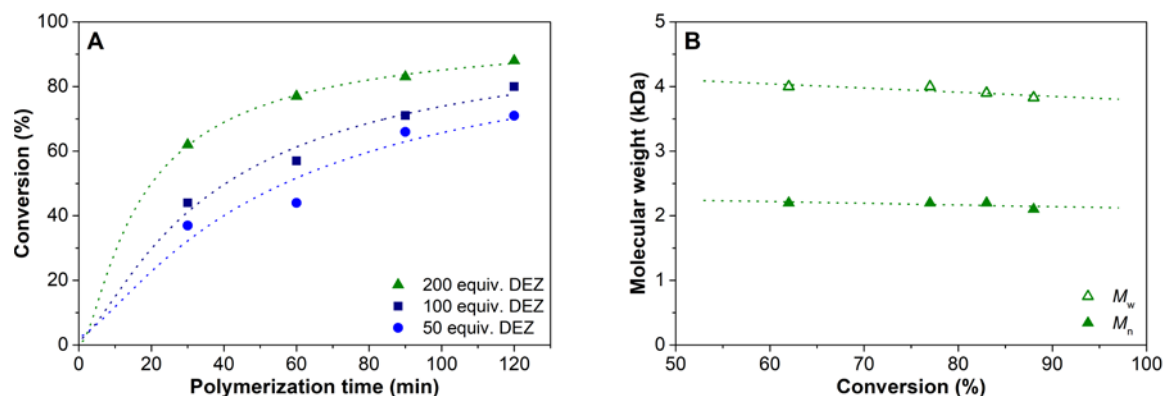 A
Conversion (%)
100
80
60
40
20
0
0 20 40 60 80 100 120
Polymerization time (min)
200 equiv. DEZ
100 equiv. DEZ
50 equiv. DEZ
B
Molecular weight (kDa)
5
4
3
2
1
0
50 60 70 80 90 100
Conversion (%)
Mw
Mn